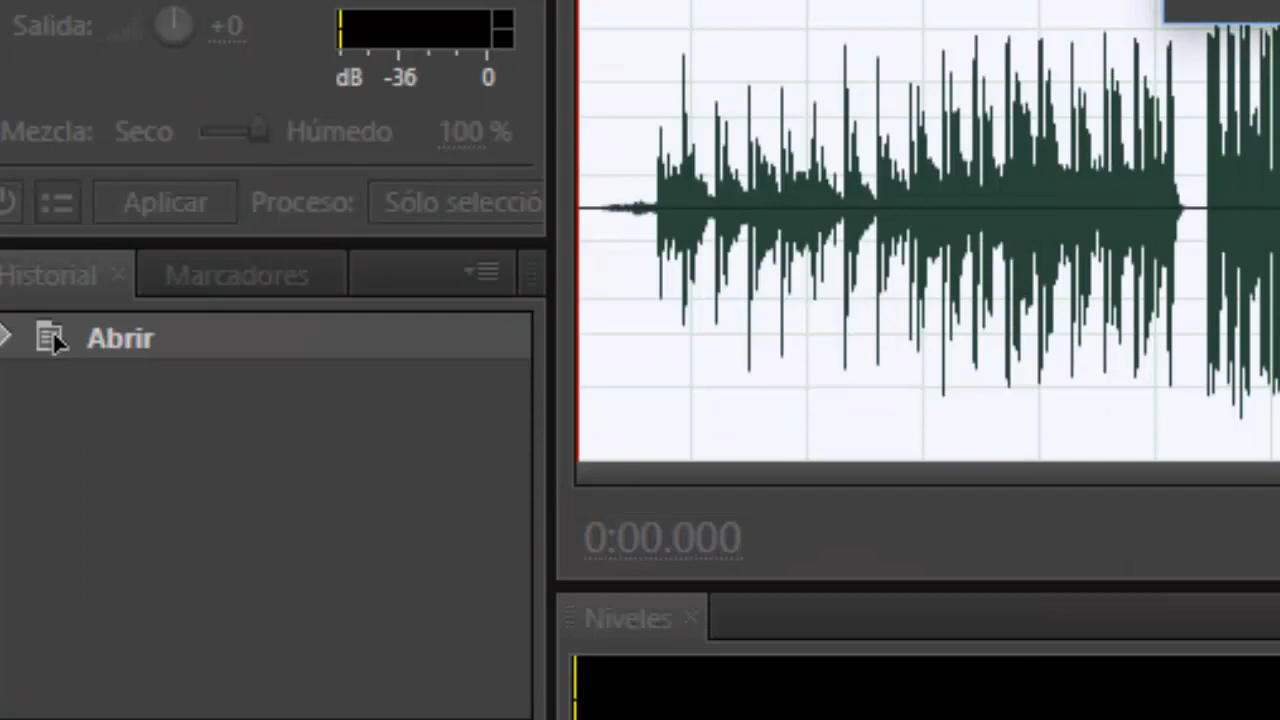 Salida: +0
dB -36 0
Mezcla: Seco Húmedo 100 %
Aplicar Proceso: Sólo selecció
Historial Marcadores
Abrir
0:00.000
Niveles